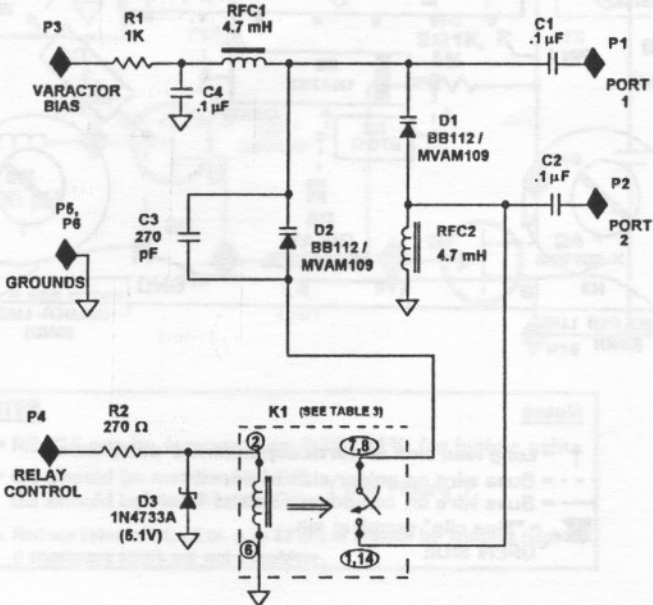 P3
R1
1K
RFC1
4.7 mH
C1
.1 µF
P1
VARACTOR
BIAS
C4
.1 µF
PORT
1
D1
BB112 /
MVAM109
C2
.1 µF
P2
P5,
P6
C3
270
pF
D2
BB112 /
MVAM109
RFC2
4.7 mH
PORT
2
GROUNDS
P4
R2
270 Ω
K1 (SEE TABLE 3)
2
7,8
RELAY
CONTROL
D3
1N4733A
(5.1V)
6
1,14